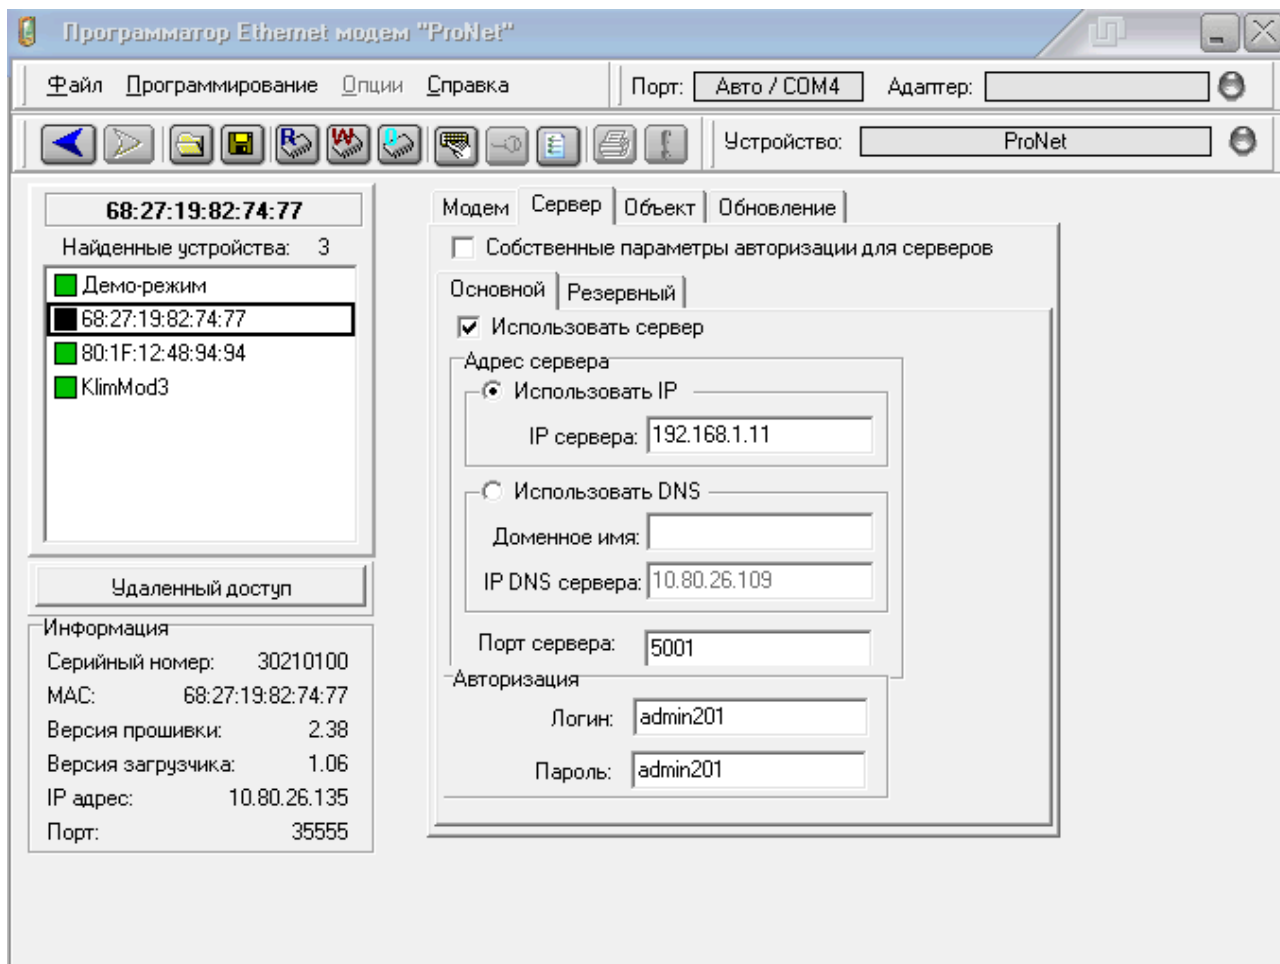 Программатор Ethernet модем "ProNet"
Файл Программирование Опции Справка Порт: Авто / COM4 Адаптер:
R W Устройство: ProNet
68:27:19:82:74:77
Найденные устройства: 3
Демо-режим
68:27:19:82:74:77
80:1F:12:48:94:94
KlimMod3
Удаленный доступ
Информация
Серийный номер: 30210100
MAC: 68:27:19:82:74:77
Версия прошивки: 2.38
Версия загрузчика: 1.06
IP адрес: 10.80.26.135
Порт: 35555
Модем Сервер Объект Обновление
Собственные параметры авторизации для серверов
Основной Резервный
Использовать сервер
Адрес сервера
Использовать IP
IP сервера: 192.168.1.11
Использовать DNS
Доменное имя:
IP DNS сервера: 10.80.26.109
Порт сервера: 5001
Авторизация
Логин: admin201
Пароль: admin201